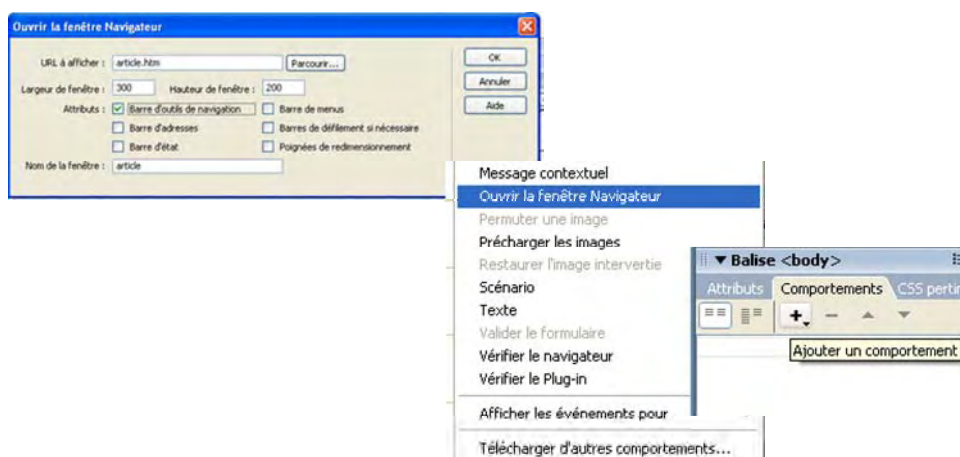 Ouvrir la fenêtre Navigateur
URL à afficher : article.htm Parcourir... OK
Largeur de fenêtre : 300 Hauteur de fenêtre : 200 Annuler
Attributs : Barre d'outils de navigation Barre de menus Aide
Barre d'adresses Barres de défilement si nécessaire
Barre d'état Poignées de redimensionnement
Nom de la fenêtre : article
Message contextuel
Ouvrir la fenêtre Navigateur
Permuter une image
Précharger les images
Restaurer l'image intervertie
Scénario
Texte
Valider le formulaire
Vérifier le navigateur
Vérifier le Plug-in
Afficher les événements pour
Télécharger d'autres comportements...
Balise <body>
Attributs Comportements CSS pertin
Ajouter un comportement